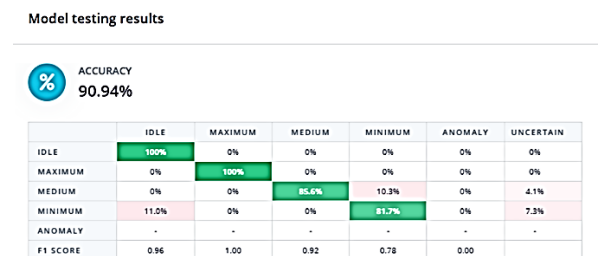 Model testing results
%
ACCURACY
90.94%
IDLE MAXIMUM MEDIUM MINIMUM ANOMALY UNCERTAIN
IDLE 100% 0% 0% 0% 0% 0%
MAXIMUM 0% 100% 0% 0% 0% 0%
MEDIUM 0% 0% 85.6% 10.3% 0% 4.1%
MINIMUM 11.0% 0% 0% 81.7% 0% 7.3%
ANOMALY - - - - - -
F1 SCORE 0.96 1.00 0.92 0.78 0.00